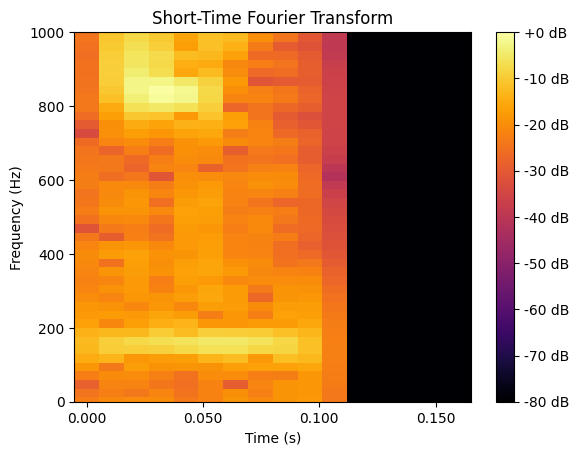 Short-Time Fourier Transform
1000
800
600
400
200
0
Frequency (Hz)
0.000
0.050
0.100
0.150
Time (s)
+0 dB
-10 dB
-20 dB
-30 dB
-40 dB
-50 dB
-60 dB
-70 dB
-80 dB